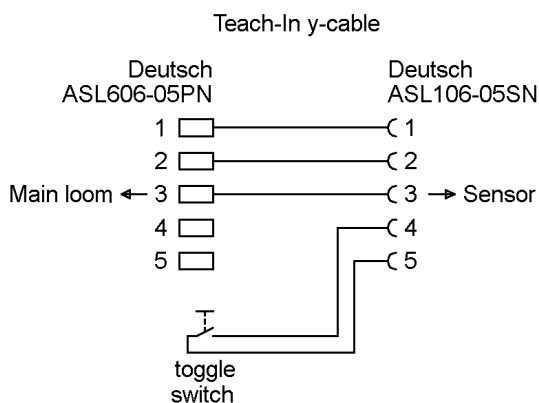 Teach-In y-cable
Deutsch Deutsch
ASL606-05PN ASL106-05SN
1 1
2 2
Main loom 3 3 Sensor
4 4
5 5
toggle
switch